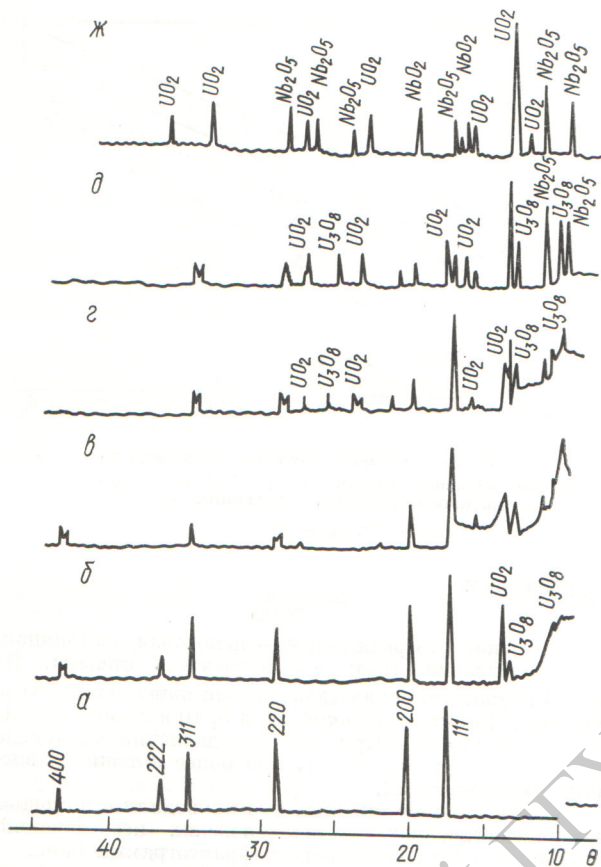 ж
UO₂ UO₂ Nb₂O₅ UO₂ Nb₂O₅ Nb₂O₅ UO₂ NbO₂ Nb₂O₅ NbO₂ UO₂ UO₂ UO₂ Nb₂O₅ Nb₂O₅
д
UO₂ U₃O₈ UO₂ UO₂ UO₂ U₃O₈ Nb₂O₅ U₃O₈ Nb₂O₅
г
UO₂ U₃O₈ UO₂ UO₂ UO₂ U₃O₈ U₃O₈
в
б
UO₂ U₃O₈ U₃O₈
а
400 222 311 220 200 111
40 30 20 10 θ
ГГУ